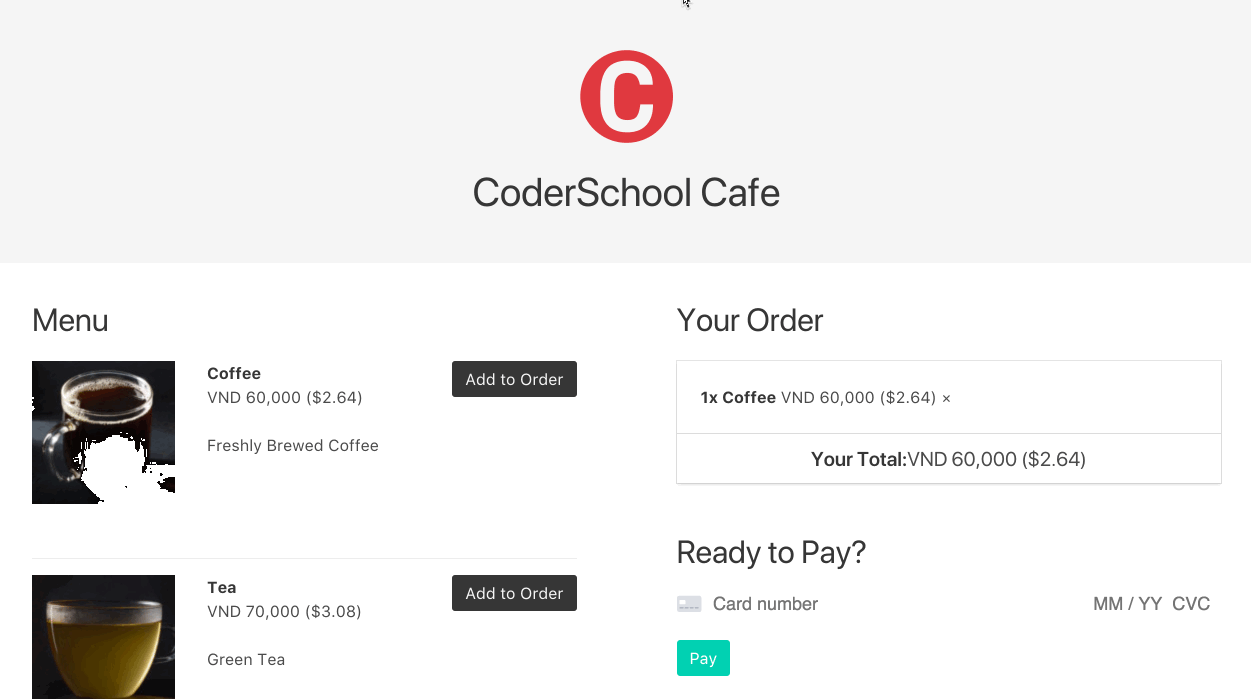 C
CoderSchool Cafe
Menu
Coffee
VND 60,000 ($2.64)
Freshly Brewed Coffee
Add to Order
Tea
VND 70,000 ($3.08)
Green Tea
Add to Order
Your Order
1x Coffee VND 60,000 ($2.64) ×
Your Total:VND 60,000 ($2.64)
Ready to Pay?
Card number MM / YY CVC
Pay